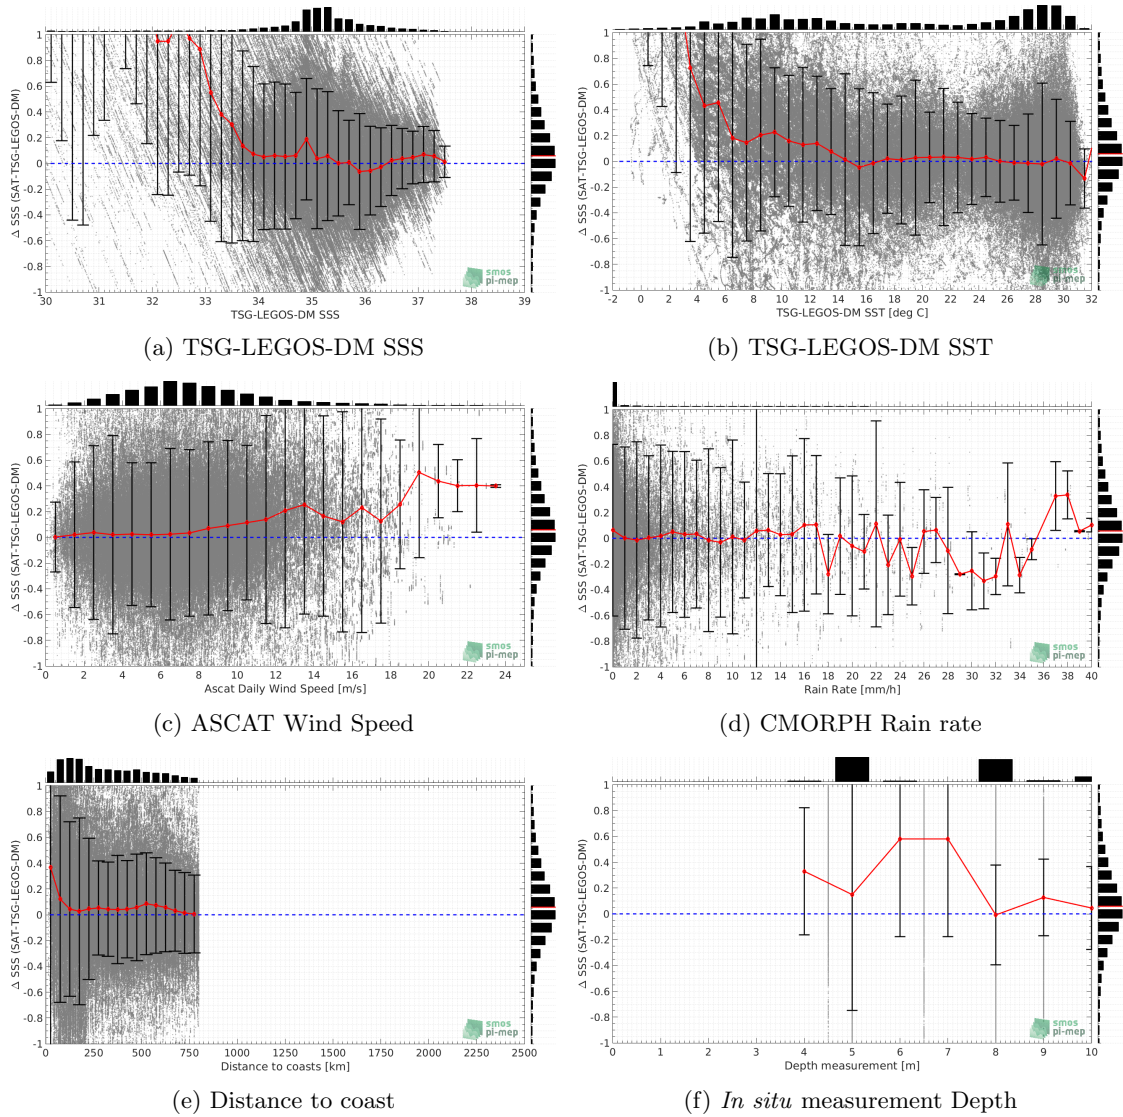 Δ SSS (SAT-TSG-LEGOS-DM)
1
0.8
0.6
0.4
0.2
0
-0.2
-0.4
-0.6
-0.8
-1
30 31 32 33 34 35 36 37 38 39
TSG-LEGOS-DM SSS
smos
pi-mep
(a) TSG-LEGOS-DM SSS
Δ SSS (SAT-TSG-LEGOS-DM)
1
0.8
0.6
0.4
0.2
0
-0.2
-0.4
-0.6
-0.8
-1
-2 0 2 4 6 8 10 12 14 16 18 20 22 24 26 28 30 32
TSG-LEGOS-DM SST [deg C]
smos
pi-mep
(b) TSG-LEGOS-DM SST
Δ SSS (SAT-TSG-LEGOS-DM)
1
0.8
0.6
0.4
0.2
0
-0.2
-0.4
-0.6
-0.8
-1
0 2 4 6 8 10 12 14 16 18 20 22 24
Ascat Daily Wind Speed [m/s]
smos
pi-mep
(c) ASCAT Wind Speed
Δ SSS (SAT-TSG-LEGOS-DM)
1
0.8
0.6
0.4
0.2
0
-0.2
-0.4
-0.6
-0.8
-1
0 2 4 6 8 10 12 14 16 18 20 22 24 26 28 30 32 34 36 38 40
Rain Rate [mm/h]
smos
pi-mep
(d) CMORPH Rain rate
Δ SSS (SAT-TSG-LEGOS-DM)
1
0.8
0.6
0.4
0.2
0
-0.2
-0.4
-0.6
-0.8
-1
0 250 500 750 1000 1250 1500 1750 2000 2250 2500
Distance to coasts [km]
smos
pi-mep
(e) Distance to coast
Δ SSS (SAT-TSG-LEGOS-DM)
1
0.8
0.6
0.4
0.2
0
-0.2
-0.4
-0.6
-0.8
-1
0 1 2 3 4 5 6 7 8 9 10
Depth measurement [m]
smos
pi-mep
(f) In situ measurement Depth